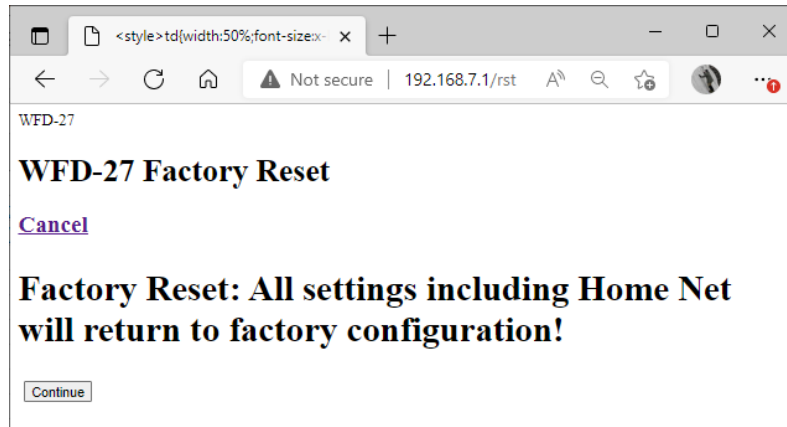 <style>td{width:50%;font-size:x-
Not secure | 192.168.7.1/rst
WFD-27
WFD-27 Factory Reset
Cancel
Factory Reset: All settings including Home Net
will return to factory configuration!
Continue